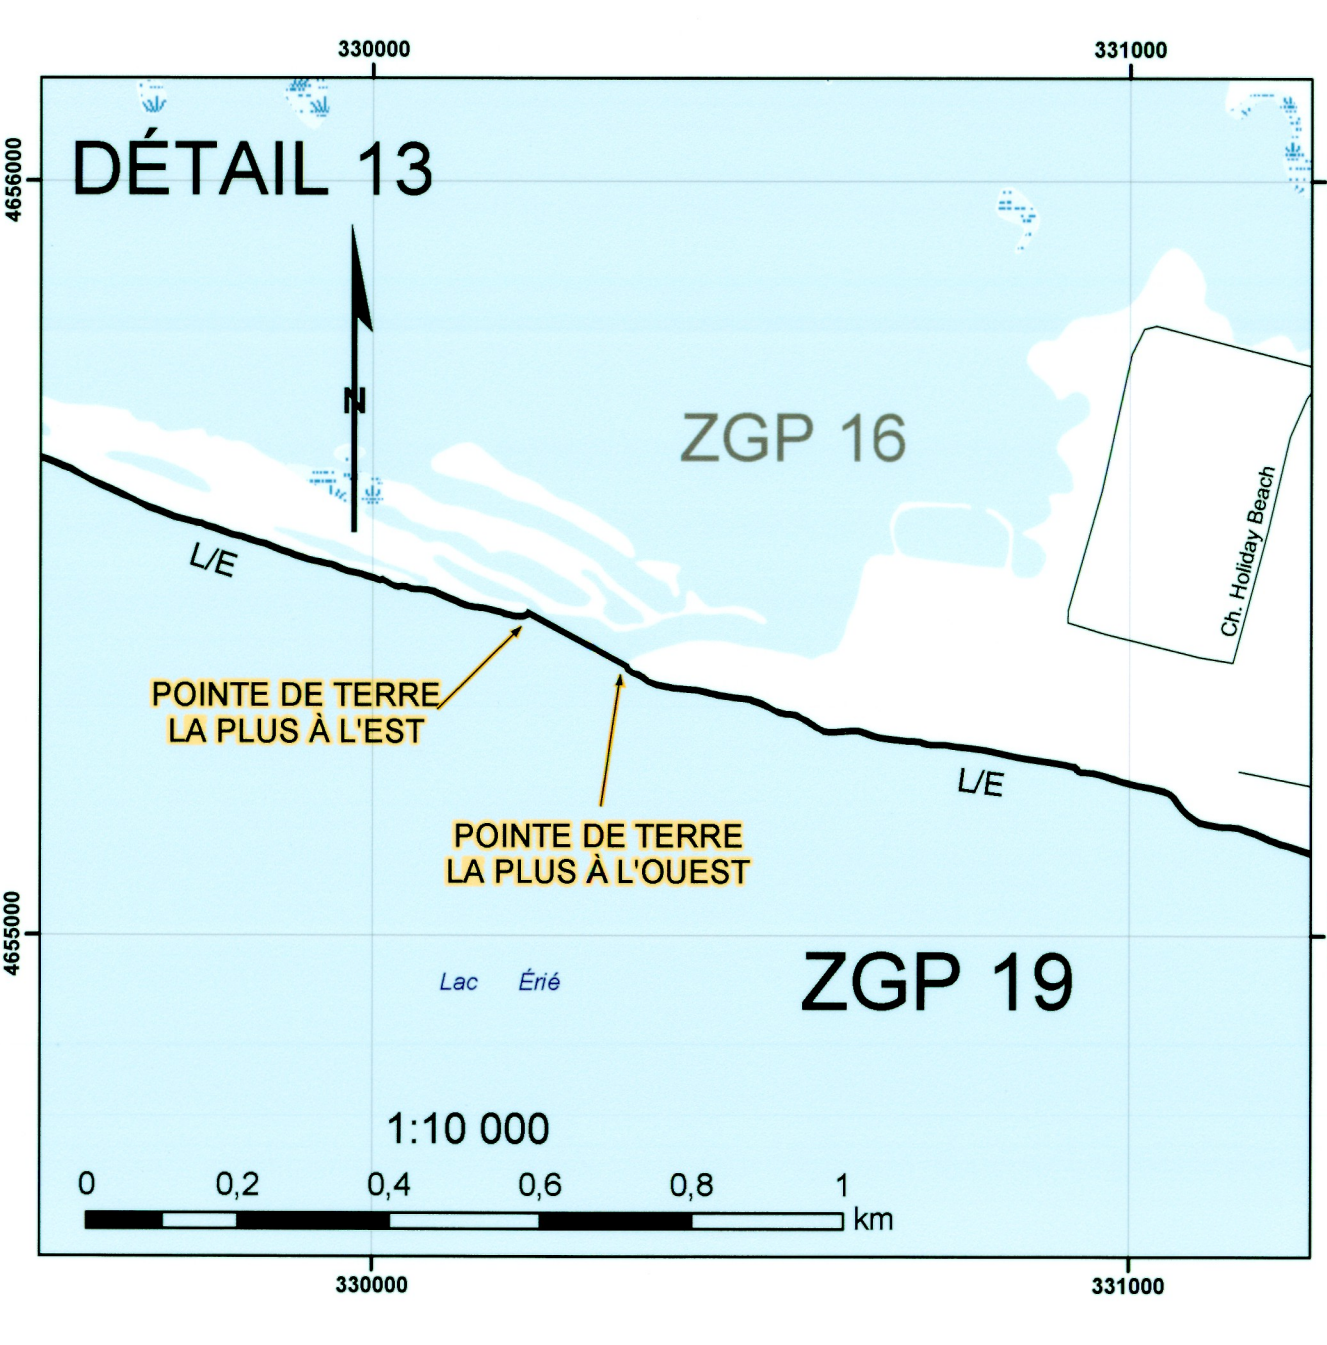 330000
331000
4656000
DÉTAIL 13
N
ZGP 16
Ch. Holiday Beach
L/E
POINTE DE TERRE
LA PLUS À L'EST
L/E
POINTE DE TERRE
LA PLUS À L'OUEST
4655000
Lac Érié
ZGP 19
1:10 000
0 0,2 0,4 0,6 0,8 1
km
330000
331000